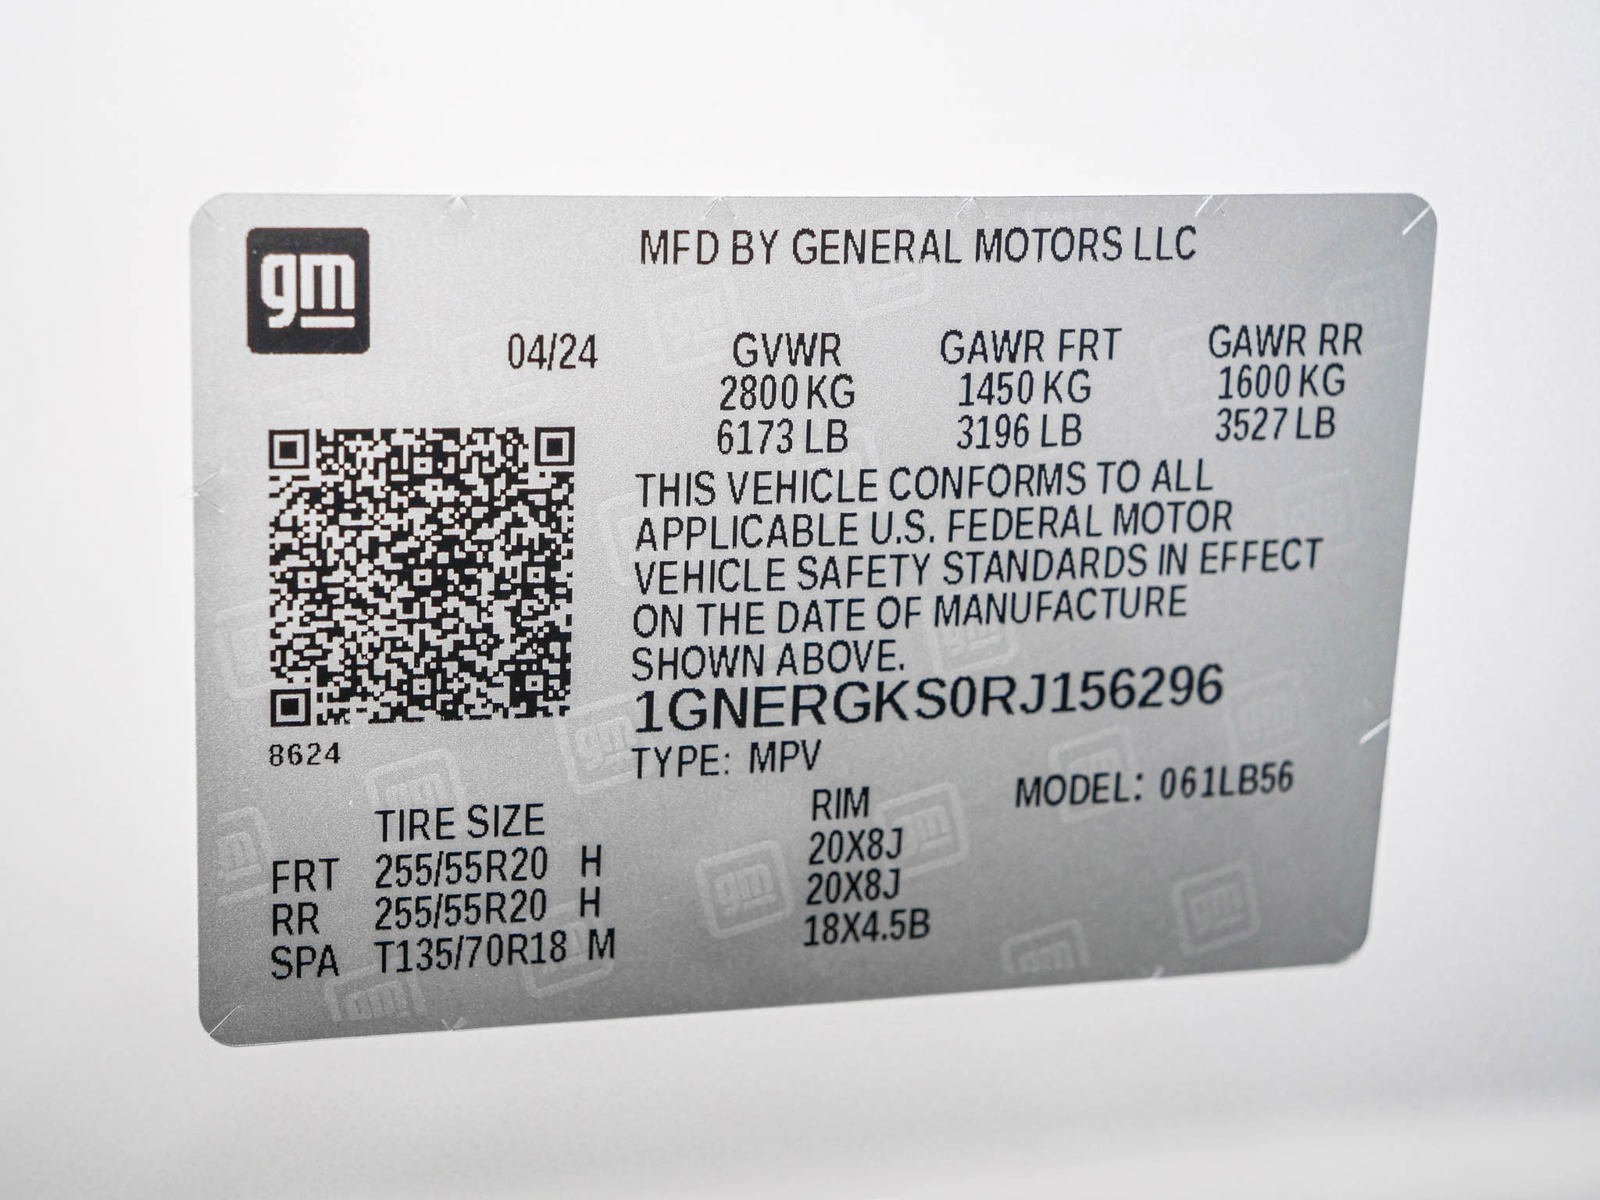 gm
MFD BY GENERAL MOTORS LLC
04/24 GVWR GAWR FRT GAWR RR
2800 KG 1450 KG 1600 KG
6173 LB 3196 LB 3527 LB
THIS VEHICLE CONFORMS TO ALL
APPLICABLE U.S. FEDERAL MOTOR
VEHICLE SAFETY STANDARDS IN EFFECT
ON THE DATE OF MANUFACTURE
SHOWN ABOVE.
1GNERGKS0RJ156296
8624
TYPE: MPV
MODEL: 061LB56
TIRE SIZE RIM
FRT 255/55R20 H 20X8J
RR 255/55R20 H 20X8J
SPA T135/70R18 M 18X4.5B